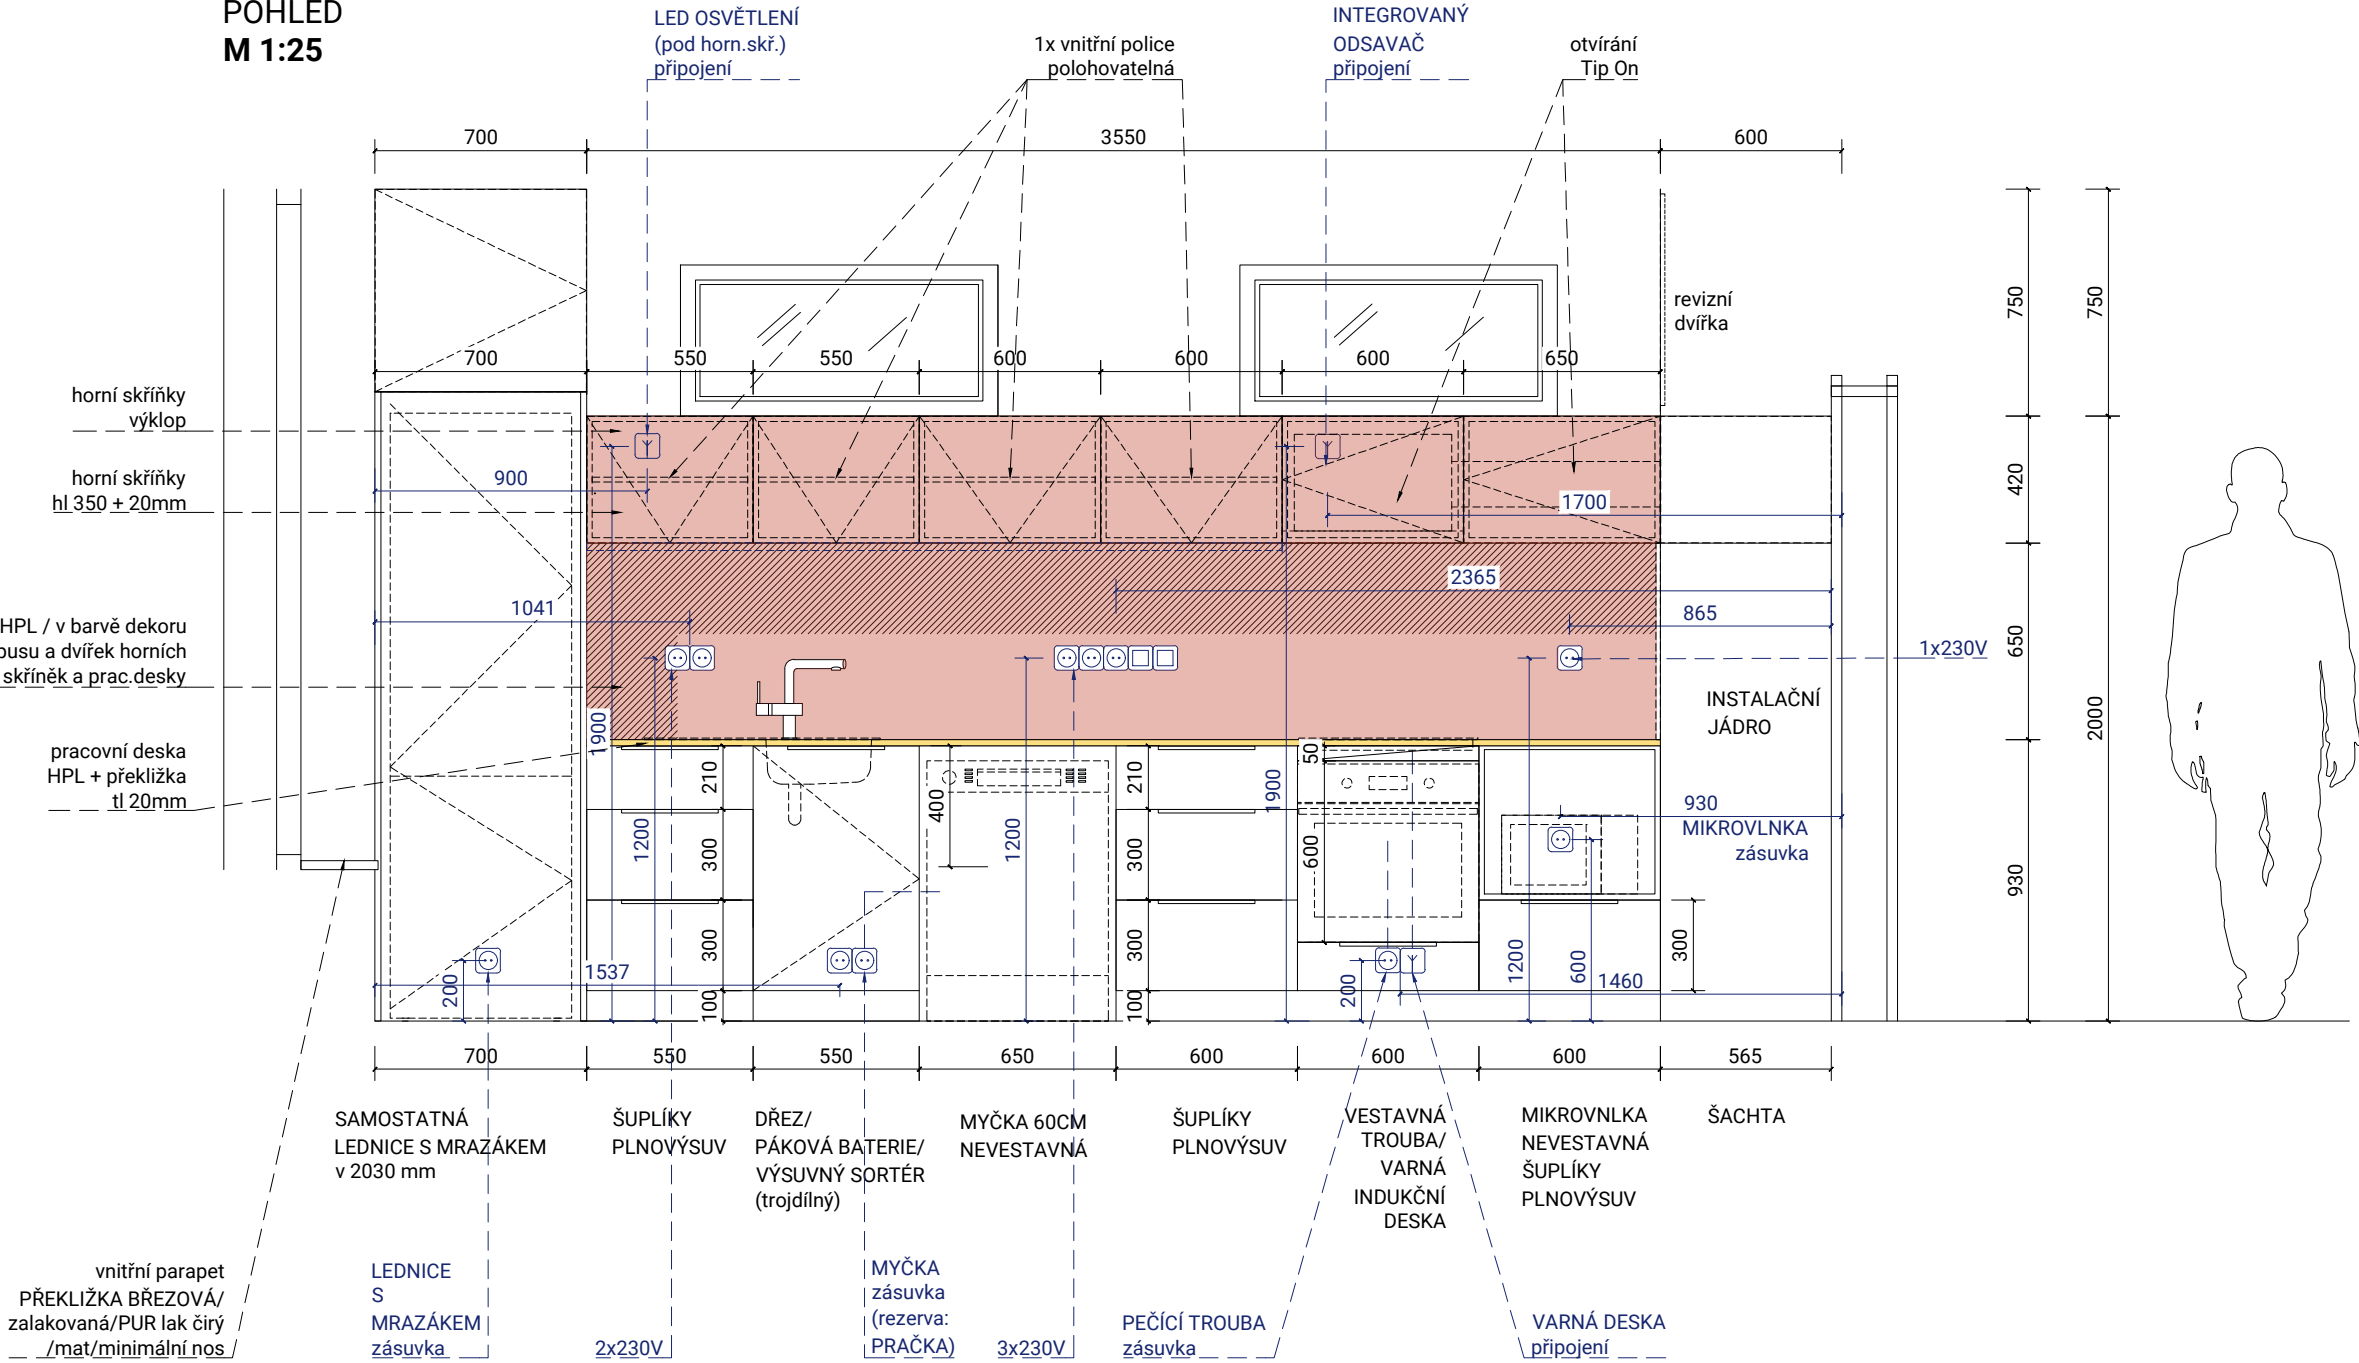 POHLED
M 1:25
LED OSVĚTLENÍ
(pod horn.skř.)
připojení
1x vnitřní police
polohovatelná
INTEGROVANÝ
ODSAVAČ
připojení
otvírání
Tip On
700
3550
600
revizní
dvířka
750
750
700
550
550
600
600
600
650
horní skříňky
výklop
horní skříňky
hl 350 + 20mm
900
1700
420
2365
1041
865
650
1x230V
HPL / v barvě dekoru
pusu a dvířek horních
skříněk a prac.desky
INSTALAČNÍ
JÁDRO
2000
pracovní deska
HPL + překližka
tl 20mm
1900
210
400
210
50
1900
930
MIKROVLNKA
zásuvka
1200
300
1200
300
600
930
300
300
1200
600
300
200
1537
200
1460
100
100
700
550
550
650
600
600
600
565
SAMOSTATNÁ
LEDNICE S MRAZÁKEM
v 2030 mm
ŠUPLÍKY
PLNOVÝSUV
DŘEZ/
PÁKOVÁ BATERIE/
VÝSUVNÝ SORTÉR
(trojdílný)
MYČKA 60CM
NEVESTAVNÁ
ŠUPLÍKY
PLNOVÝSUV
VESTAVNÁ
TROUBA/
VARNÁ
INDUKČNÍ
DESKA
MIKROVNLKA
NEVESTAVNÁ
ŠUPLÍKY
PLNOVÝSUV
ŠACHTA
vnitřní parapet
PŘEKLIŽKA BŘEZOVÁ/
zalakovaná/PUR lak čirý
/mat/minimální nos
LEDNICE
S
MRAZÁKEM
zásuvka
2x230V
MYČKA
zásuvka
(rezerva:
PRAČKA)
3x230V
PEČÍCÍ TROUBA
zásuvka
VARNÁ DESKA
připojení